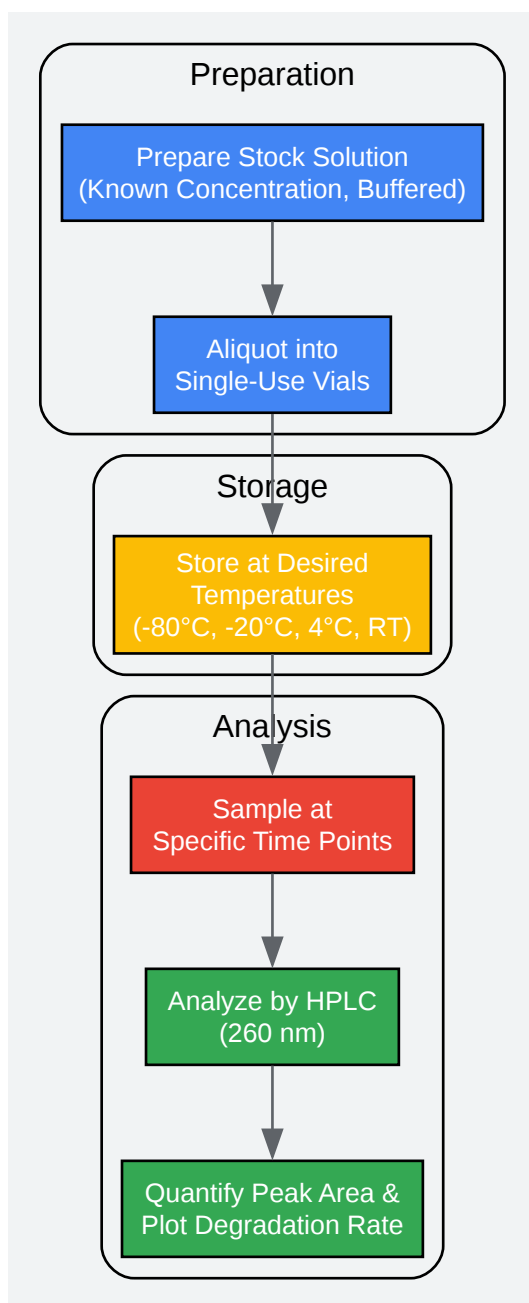 Preparation
Prepare Stock Solution
(Known Concentration, Buffered)
Aliquot into
Single-Use Vials
Storage
Store at Desired
Temperatures
(-80°C, -20°C, 4°C, RT)
Analysis
Sample at
Specific Time Points
Analyze by HPLC
(260 nm)
Quantify Peak Area &
Plot Degradation Rate